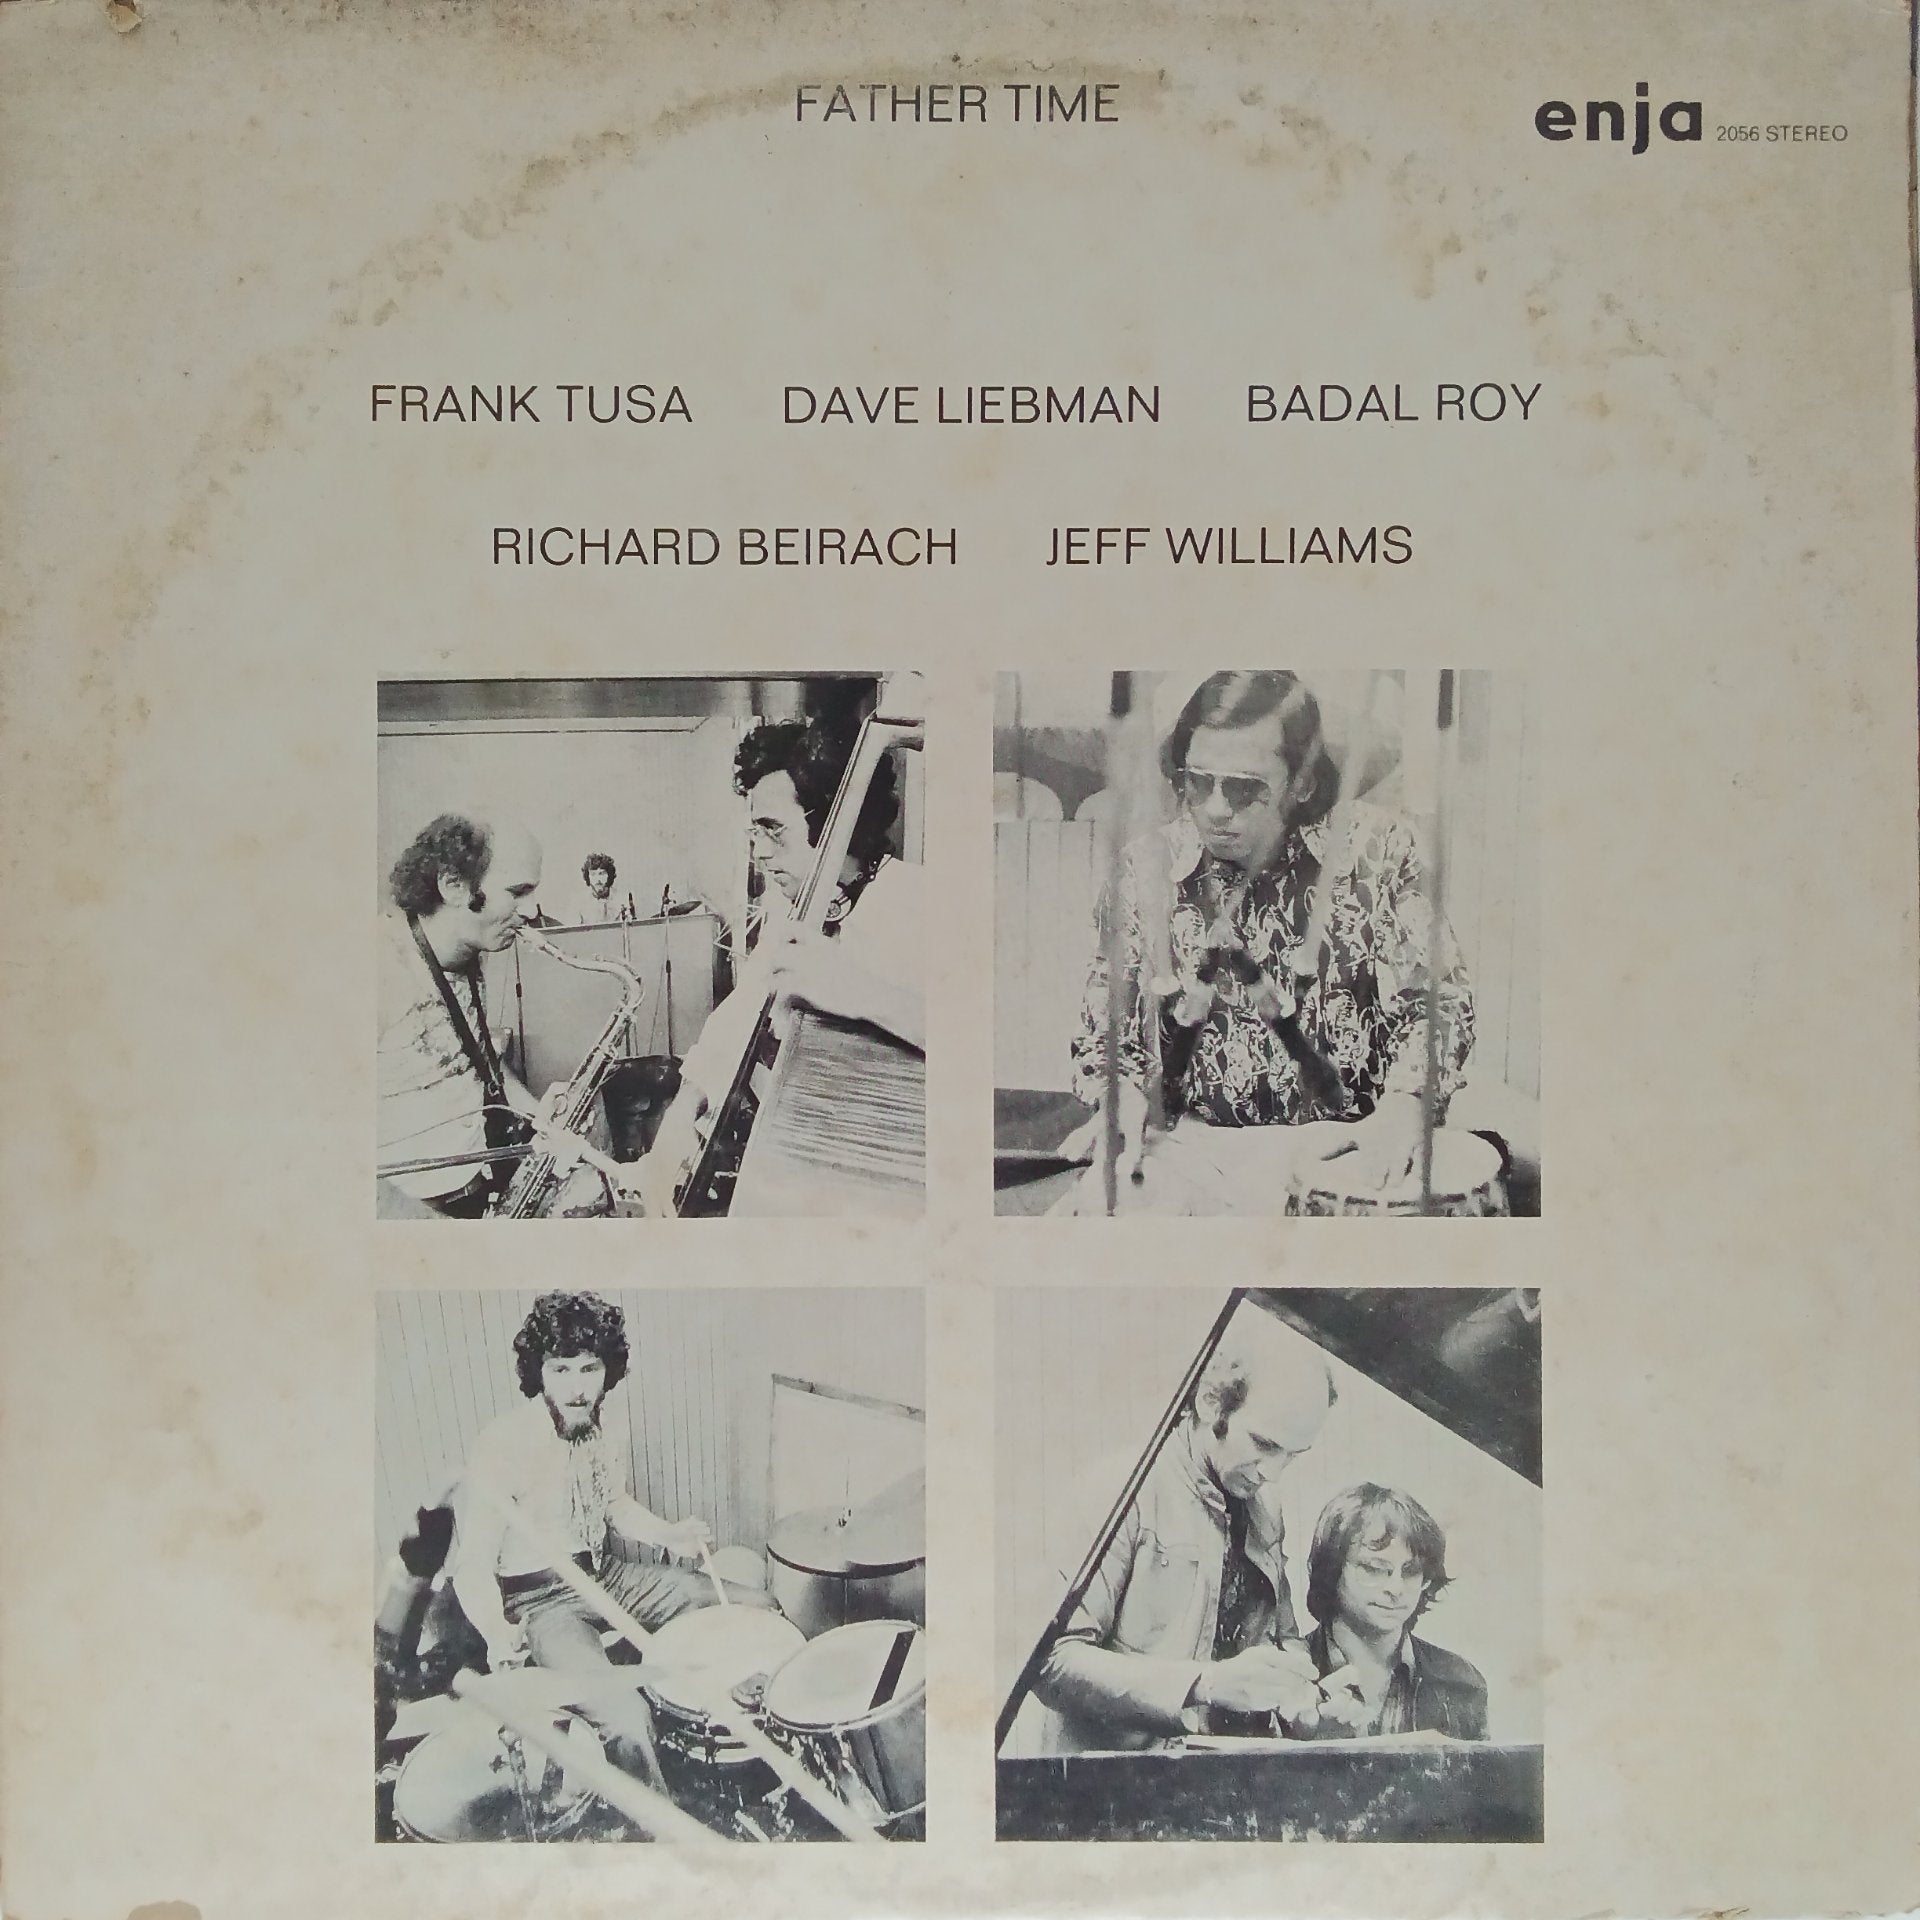 FATHER TIME
enja 2056 STEREO
FRANK TUSA DAVE LIEBMAN BADAL ROY
RICHARD BEIRACH JEFF WILLIAMS